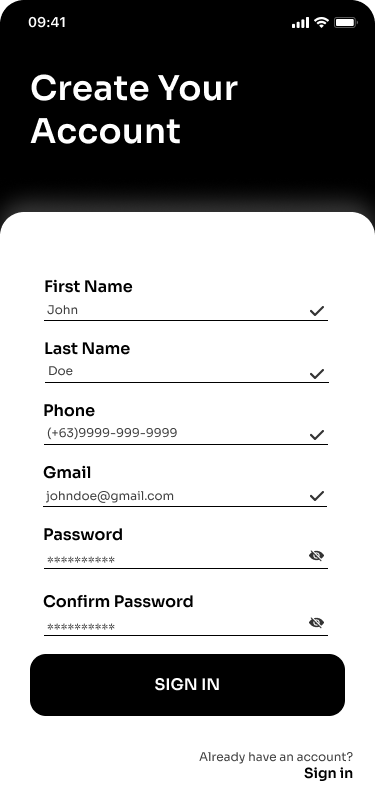 09:41
Create Your
Account
First Name
John
Last Name
Doe
Phone
(+63)9999-999-9999
Gmail
johndoe@gmail.com
Password
**********
Confirm Password
**********
SIGN IN
Already have an account?
Sign in